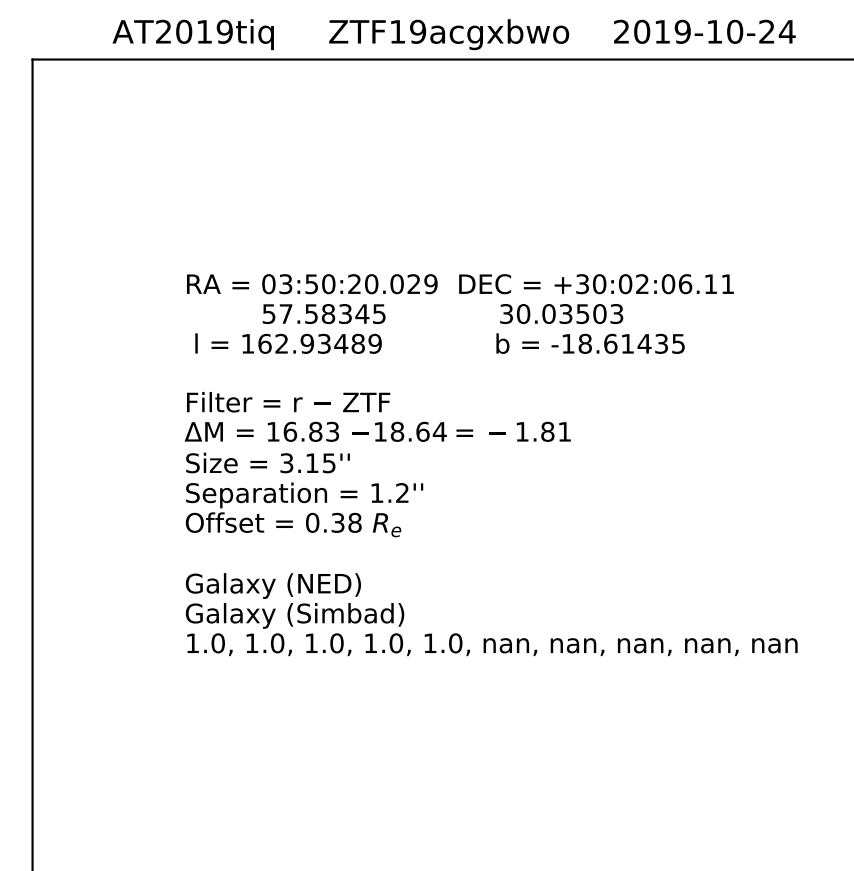 AT2019tiq ZTF19acgxbwo 2019-10-24
RA = 03:50:20.029 DEC = +30:02:06.11
57.58345 30.03503
l = 162.93489 b = -18.61435
Filter = r − ZTF
ΔM = 16.83 −18.64 = − 1.81
Size = 3.15''
Separation = 1.2''
Offset = 0.38 Re
Galaxy (NED)
Galaxy (Simbad)
1.0, 1.0, 1.0, 1.0, 1.0, nan, nan, nan, nan, nan